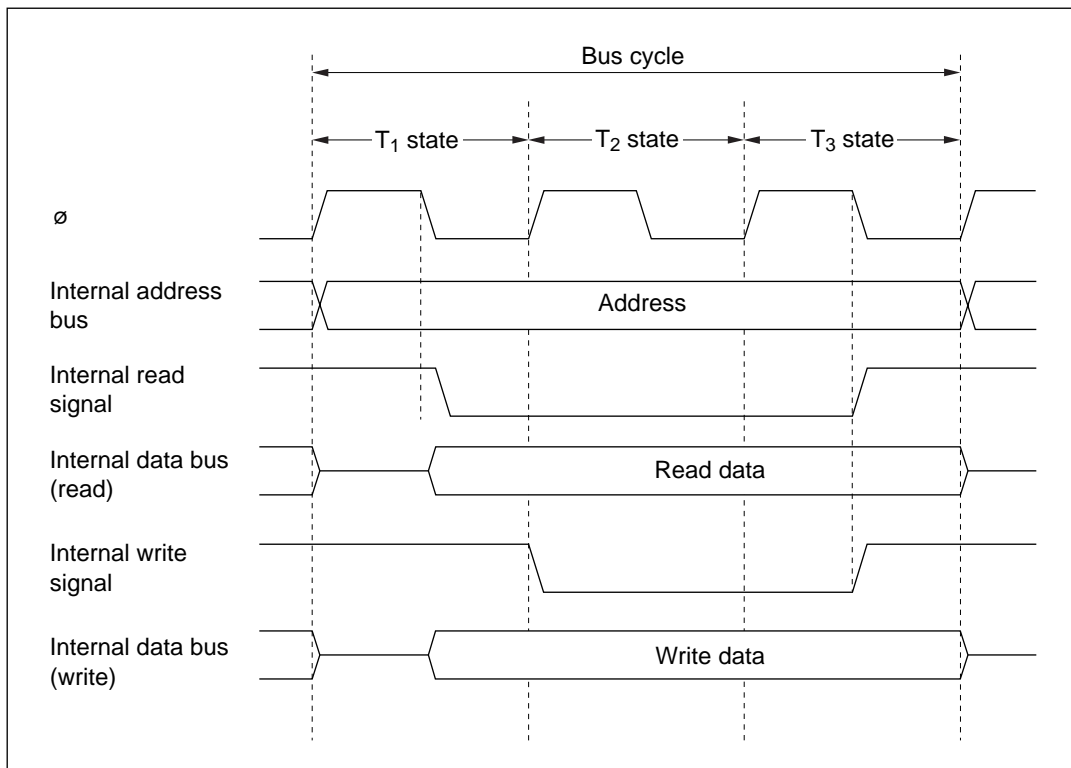 Bus cycle
T₁ state
T₂ state
T₃ state
ø
Internal address
bus
Address
Internal read
signal
Internal data bus
(read)
Read data
Internal write
signal
Internal data bus
(write)
Write data